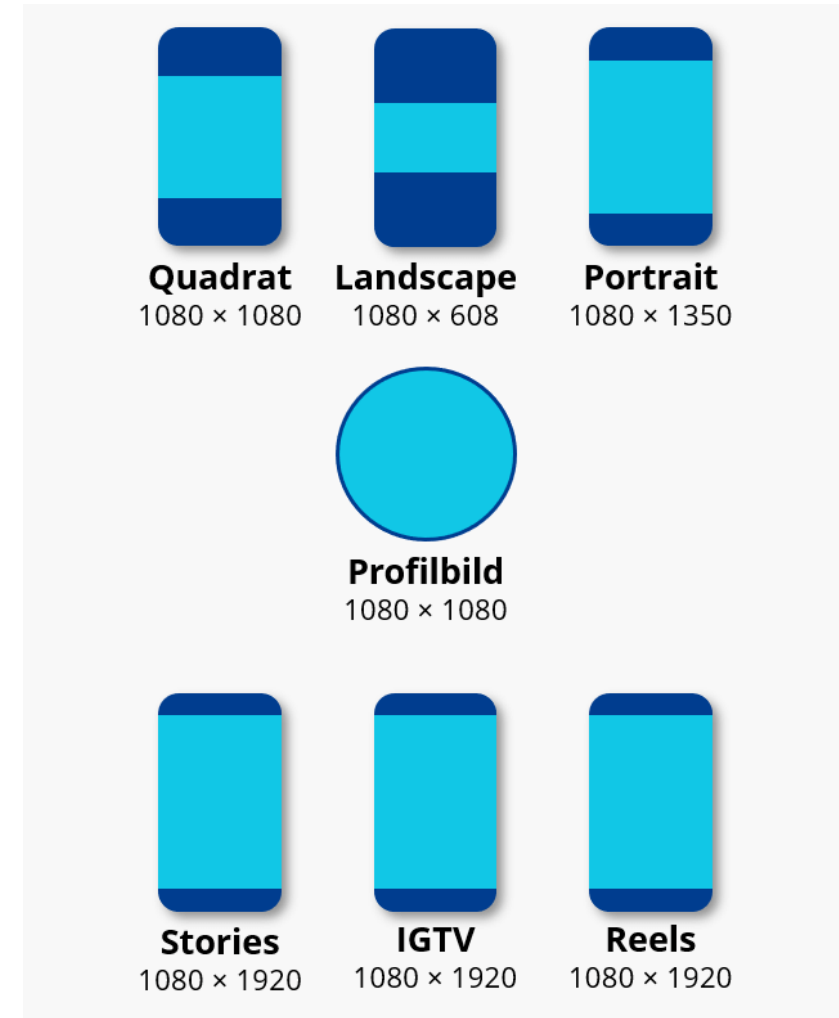 Quadrat
1080 × 1080
Landscape
1080 × 608
Portrait
1080 × 1350
Profilbild
1080 × 1080
Stories
1080 × 1920
IGTV
1080 × 1920
Reels
1080 × 1920